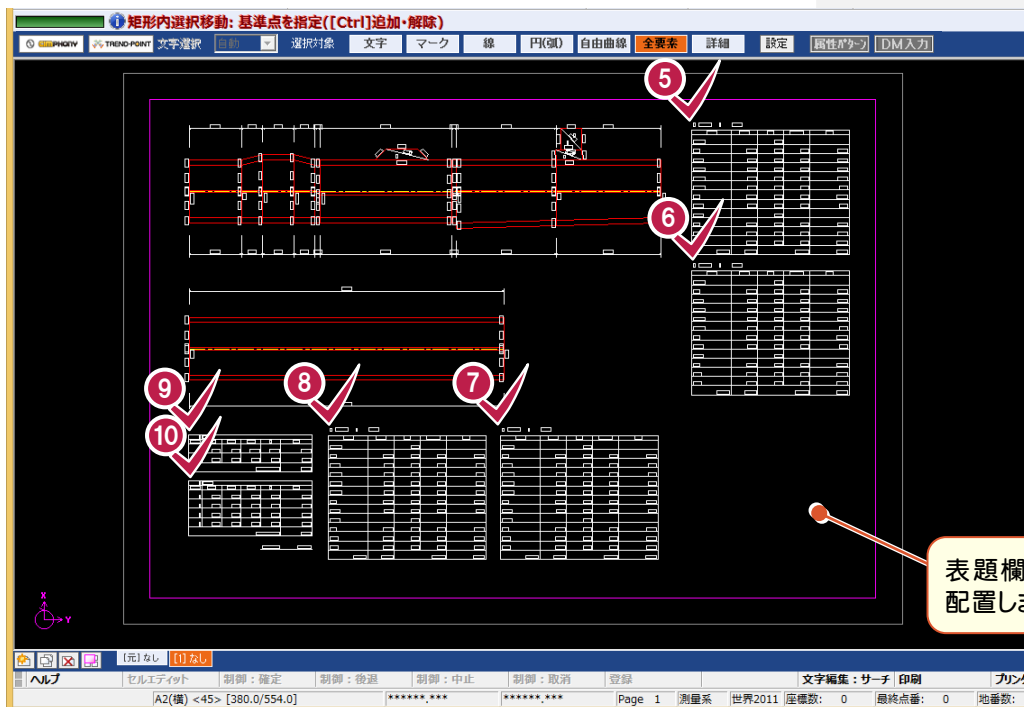 矩形内選択移動: 基準点を指定([Ctrl]追加・解除)
TREND-POINT 文字選択 自動 選択対象 文字 マーク 線 円(弧) 自由曲線 全要素 詳細 設定 属性パターン DM入力
5
6
9
8
7
10
表題欄
配置しま
X
Y
[元]なし [1]なし
ヘルプ セルエディット 制御:確定 制御:後退 制御:中止 制御:取消 登録 文字編集:サーチ 印刷
A2(横) <45> [380.0/554.0] ******.*** ******.*** Page 1 測量系 世界2011 座標数: 0 最終点番: 0 地番数: